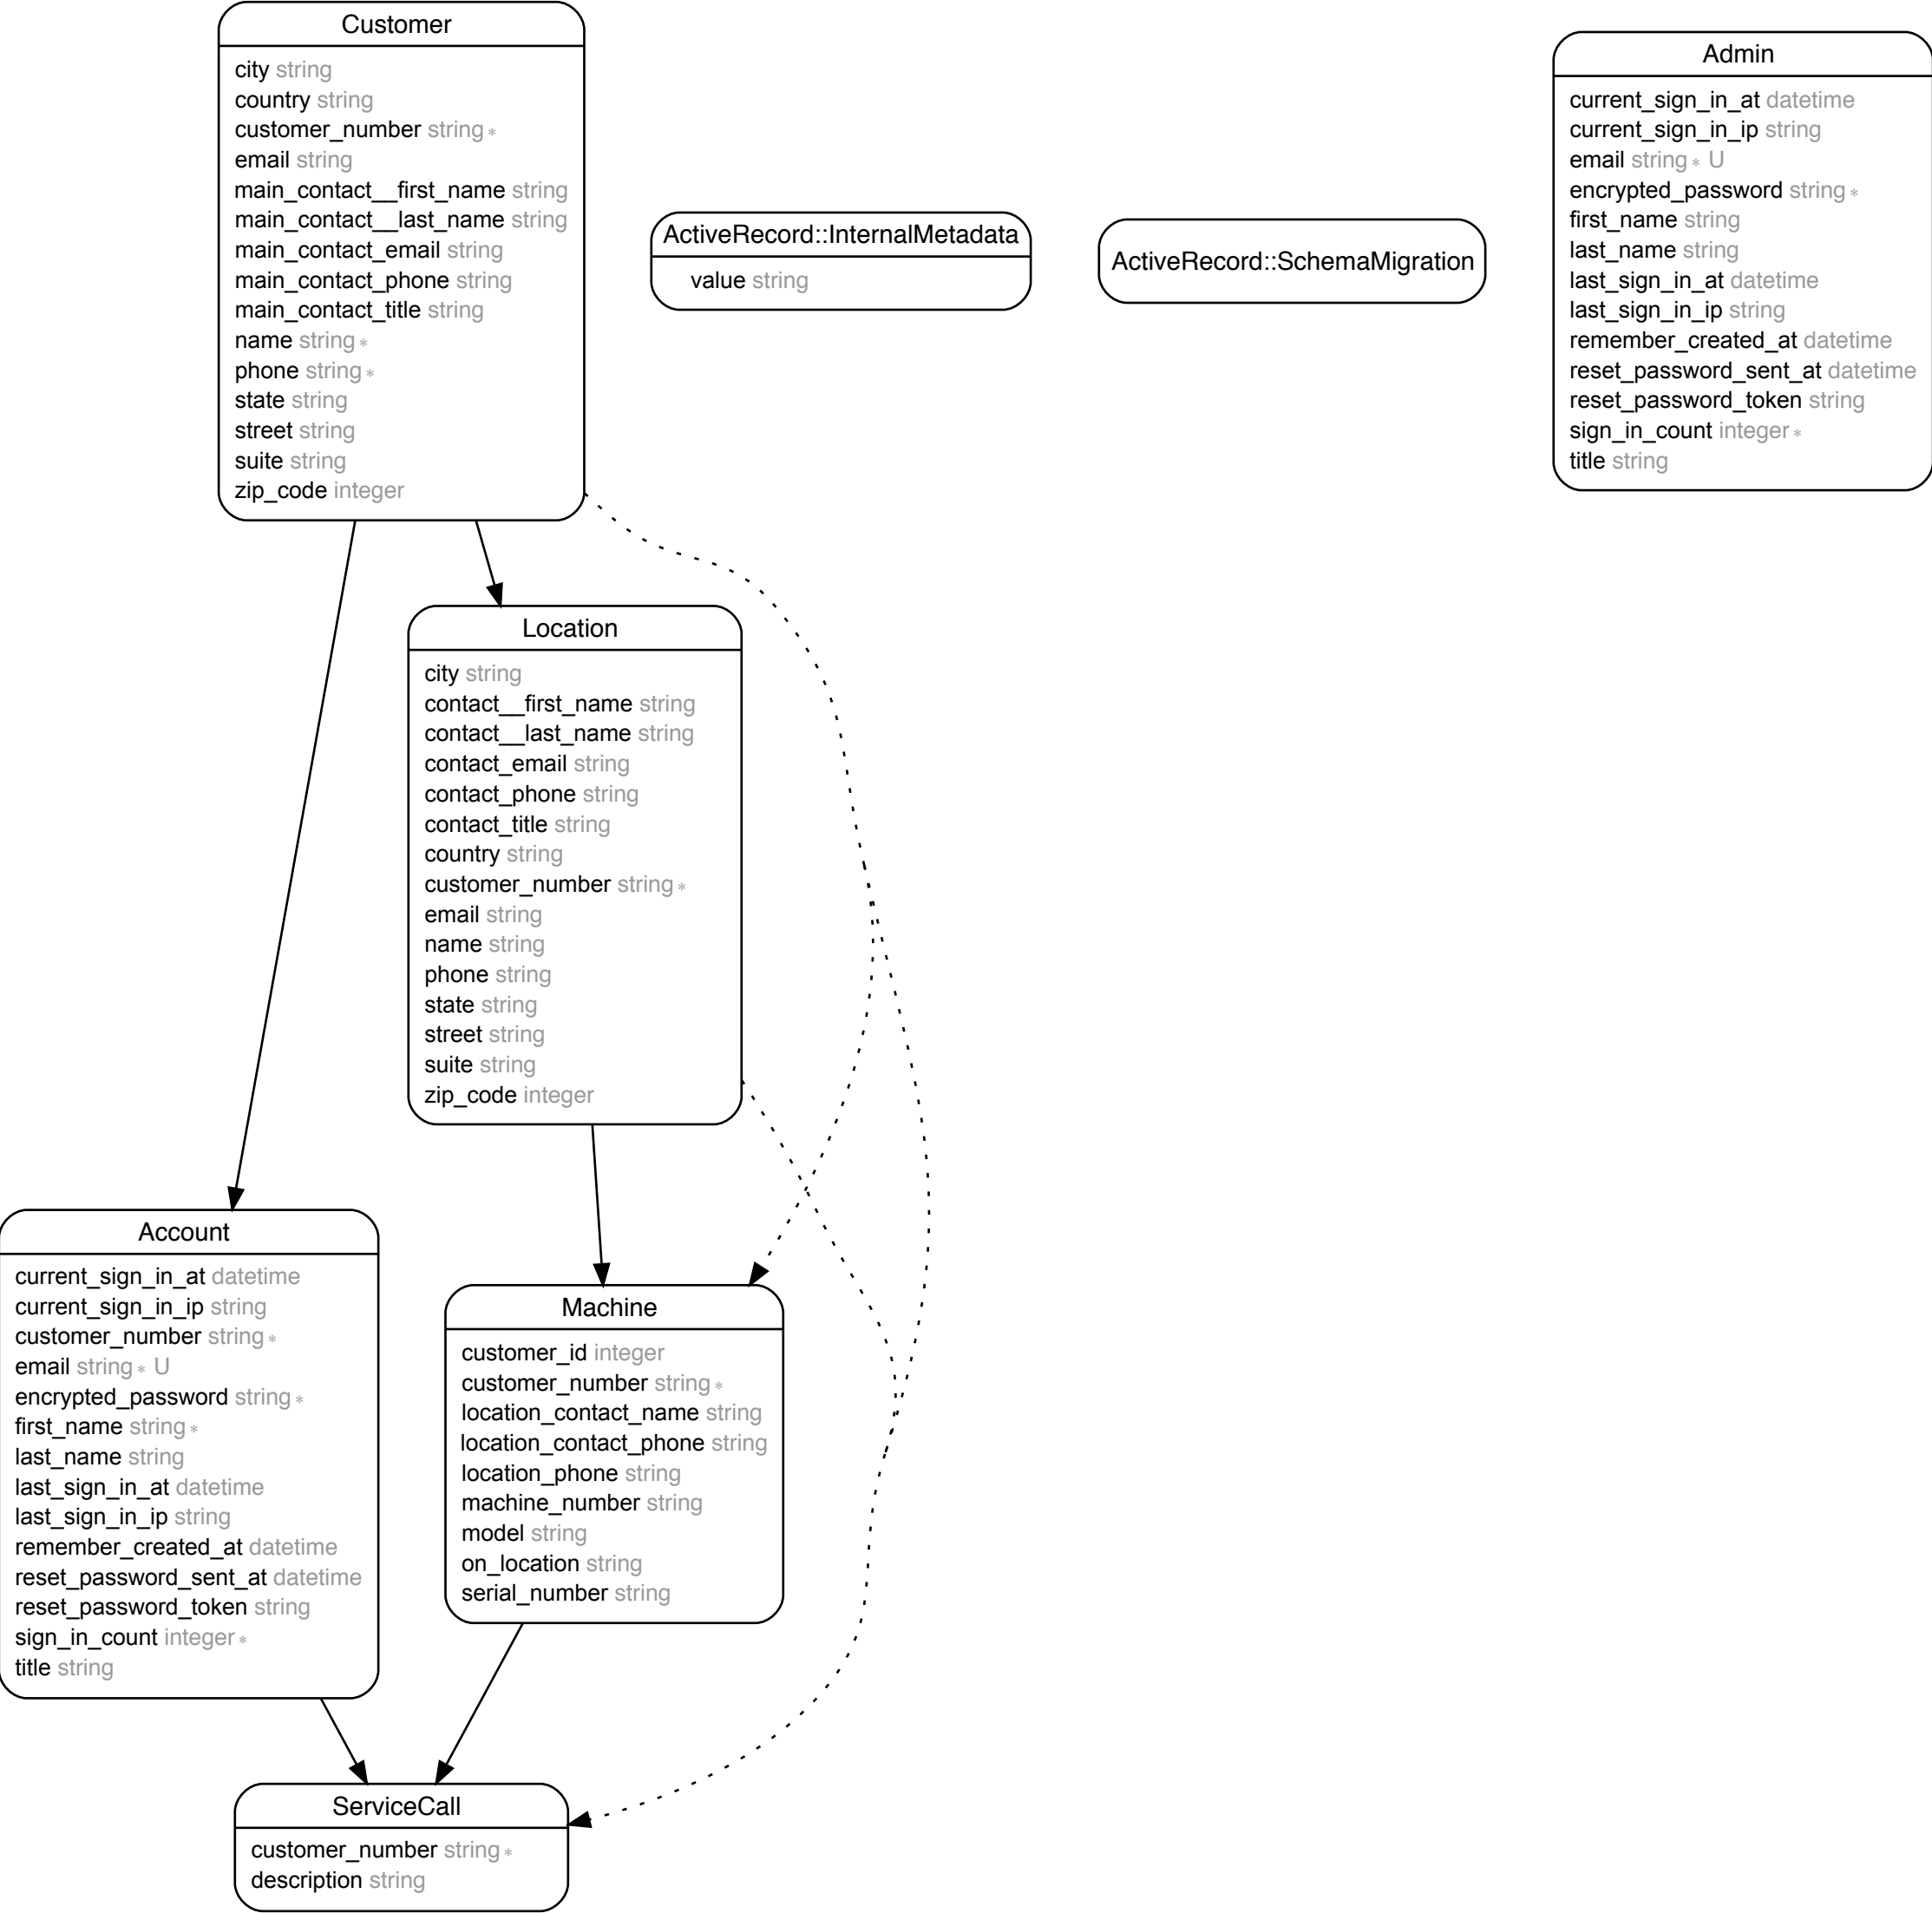 Customer
city string
country string
customer_number string *
email string
main_contact__first_name string
main_contact__last_name string
main_contact_email string
main_contact_phone string
main_contact_title string
name string *
phone string *
state string
street string
suite string
zip_code integer
ActiveRecord::InternalMetadata
value string
ActiveRecord::SchemaMigration
Admin
current_sign_in_at datetime
current_sign_in_ip string
email string * U
encrypted_password string *
first_name string
last_name string
last_sign_in_at datetime
last_sign_in_ip string
remember_created_at datetime
reset_password_sent_at datetime
reset_password_token string
sign_in_count integer *
title string
Location
city string
contact__first_name string
contact__last_name string
contact_email string
contact_phone string
contact_title string
country string
customer_number string *
email string
name string
phone string
state string
street string
suite string
zip_code integer
Account
current_sign_in_at datetime
current_sign_in_ip string
customer_number string *
email string * U
encrypted_password string *
first_name string *
last_name string
last_sign_in_at datetime
last_sign_in_ip string
remember_created_at datetime
reset_password_sent_at datetime
reset_password_token string
sign_in_count integer *
title string
Machine
customer_id integer
customer_number string *
location_contact_name string
location_contact_phone string
location_phone string
machine_number string
model string
on_location string
serial_number string
ServiceCall
customer_number string *
description string